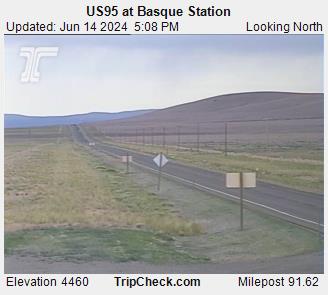 US95 at Basque Station
Updated: Jun 14 2024 5:08 PM Looking North
Elevation 4460 TripCheck.com Milepost 91.62